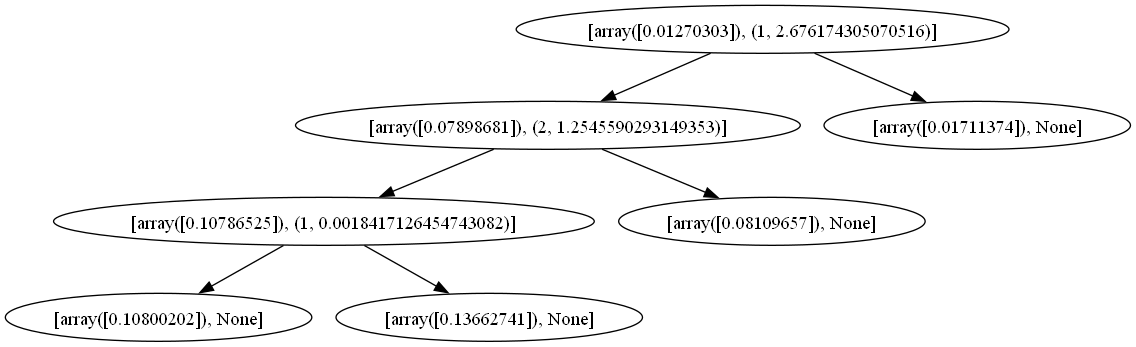 [array([0.01270303]), (1, 2.676174305070516)]
[array([0.07898681]), (2, 1.2545590293149353)]
[array([0.01711374]), None]
[array([0.10786525]), (1, 0.0018417126454743082)]
[array([0.08109657]), None]
[array([0.10800202]), None]
[array([0.13662741]), None]